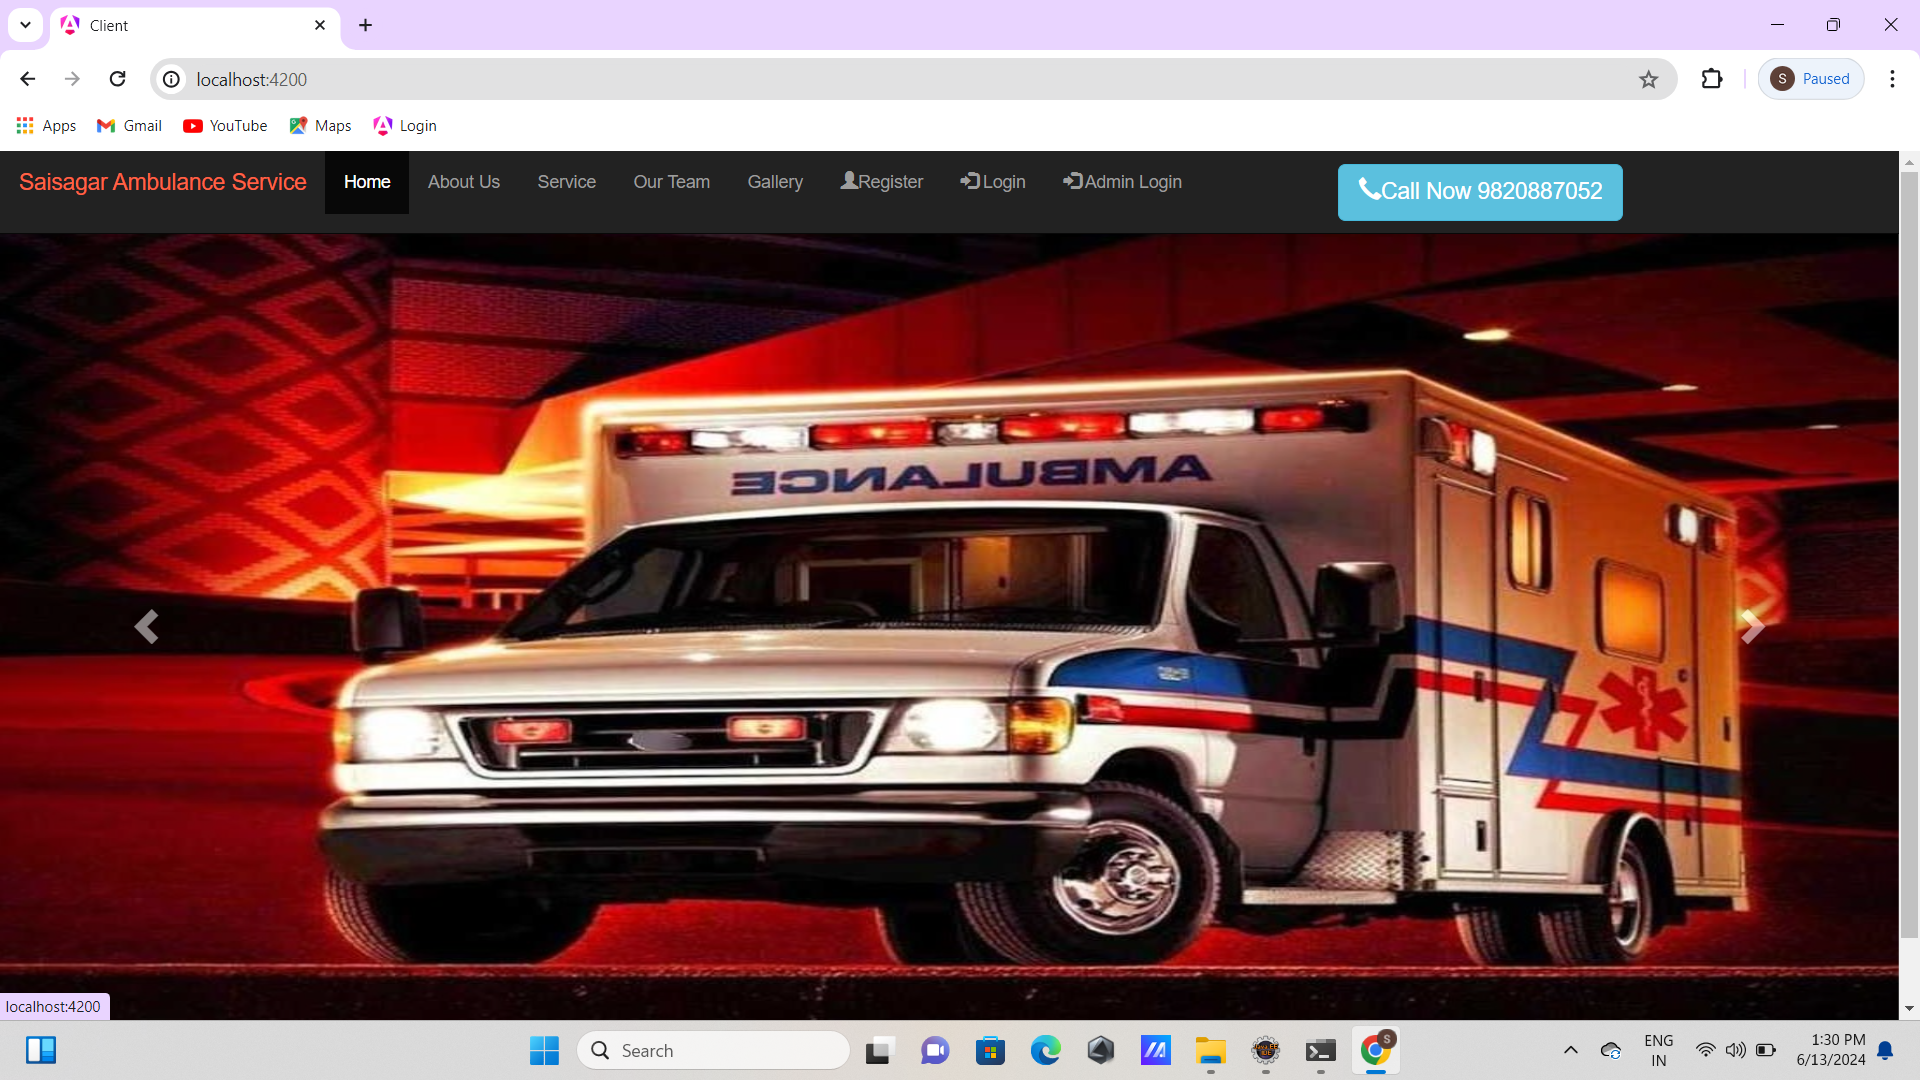 Client
localhost:4200
Apps Gmail YouTube Maps Login
Saisagar Ambulance Service Home About Us Service Our Team Gallery Register Login Admin Login Call Now 9820887052
AMBULANCE
localhost:4200
Search
S Paused
ENG
IN
1:30 PM
6/13/2024